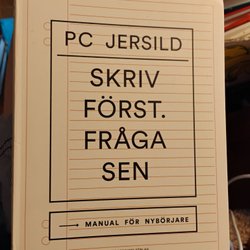 PC JERSILD
SKRIV
FÖRST.
FRÅGA
SEN
MANUAL FÖR NYBÖRJARE